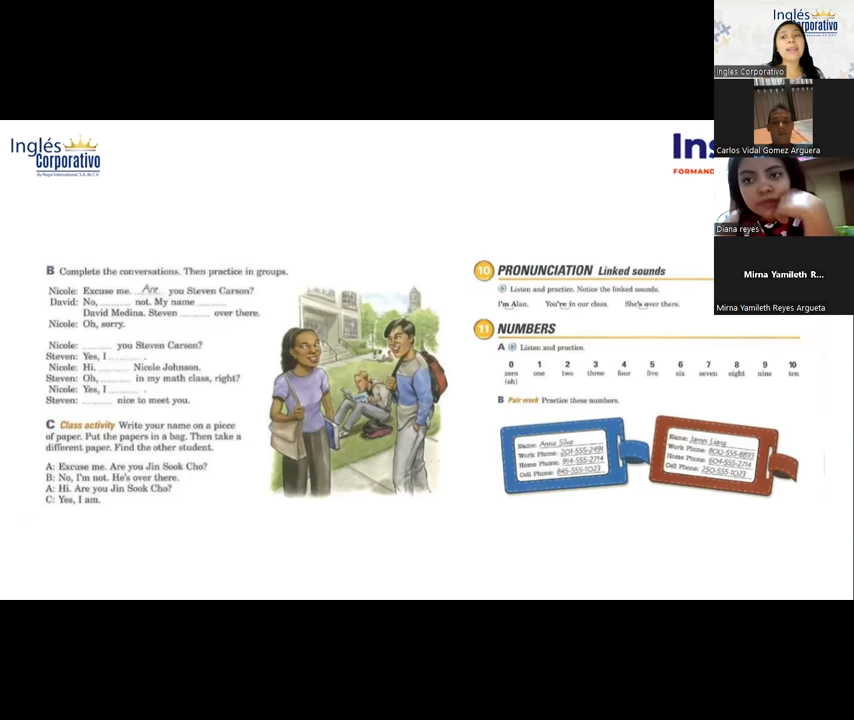 Inglés
Corporativo
By Nequi International, S.A. de C.V.
B Complete the conversations. Then practice in groups.
Nicole: Excuse me. Are you Steven Carson?
David: No, .......... not. My name ..........
David Medina. Steven .......... over there.
Nicole: Oh, sorry.
Nicole: .......... you Steven Carson?
Steven: Yes, I .......... .
Nicole: Hi. .......... Nicole Johnson.
Steven: Oh, .......... in my math class, right?
Nicole: Yes, I .......... .
Steven: .......... nice to meet you.
C Class activity Write your name on a piece
of paper. Put the papers in a bag. Then take a
different paper. Find the other student.
A: Excuse me. Are you Jin Sook Cho?
B: No, I'm not. He's over there.
A: Hi. Are you Jin Sook Cho?
C: Yes, I am.
Ins
FORMAND
10 PRONUNCIATION Linked sounds
Listen and practice. Notice the linked sounds.
I'm Alan. You're in our class. She's over there.
11 NUMBERS
A Listen and practice.
0 1 2 3 4 5 6 7 8 9 10
zero one two three four five six seven eight nine ten
(oh)
B Pair work Practice these numbers.
Name: Anna Silva
Work Phone: 201-555-2491
Home Phone: 914-555-2714
Cell Phone: 845-555-1023
Name: James Liang
Work Phone: 800-555-8893
Home Phone: 604-555-2714
Cell Phone: 250-555-1023
Inglés
Corporativo
Ingles Corporativo
Carlos Vidal Gomez Arguera
Diana reyes
Mirna Yamileth R...
Mirna Yamileth Reyes Argueta